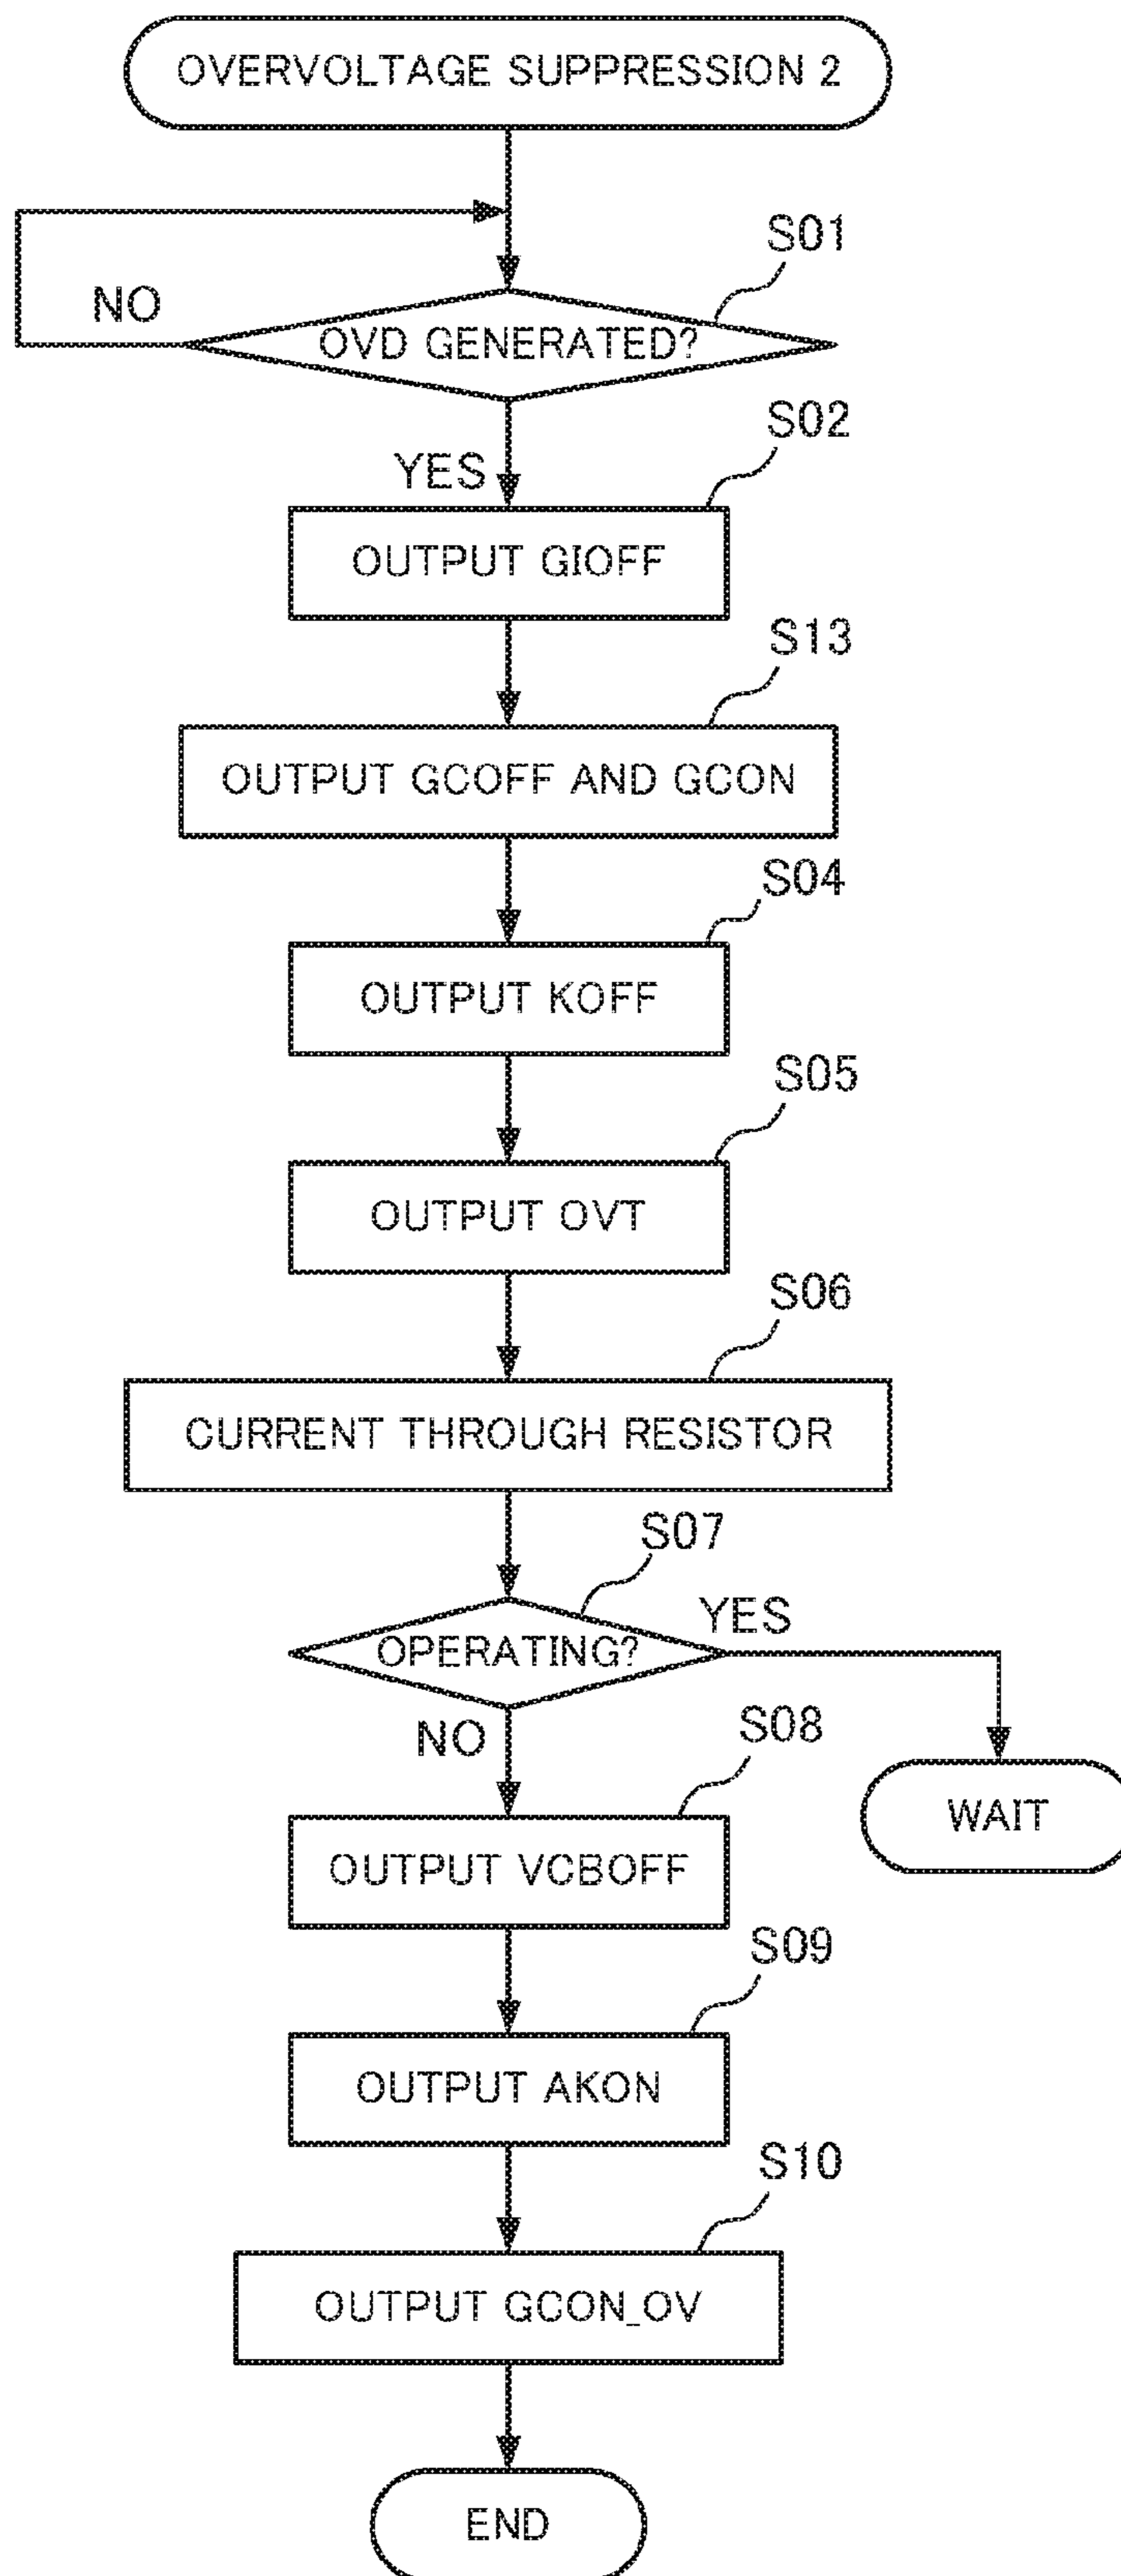 OVERVOLTAGE SUPPRESSION 2
S01
NO
OVD GENERATED?
S02
YES
OUTPUT GIOFF
S13
OUTPUT GCOFF AND GCON
S04
OUTPUT KOFF
S05
OUTPUT OVT
S06
CURRENT THROUGH RESISTOR
S07
OPERATING?
YES
NO
S08
WAIT
OUTPUT VCBOFF
S09
OUTPUT AKON
S10
OUTPUT GCON_OV
END